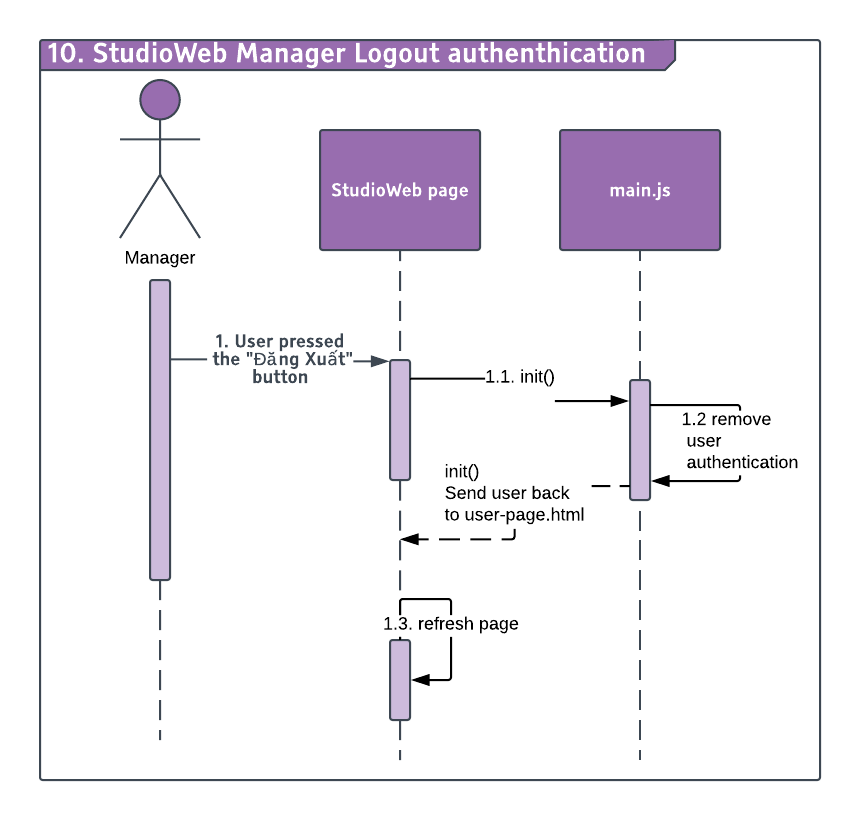 10. StudioWeb Manager Logout authenthication
StudioWeb page
main.js
Manager
1. User pressed
the "Đăng Xuất"
button
1.1. init()
1.2 remove
user
authentication
init()
Send user back
to user-page.html
1.3. refresh page